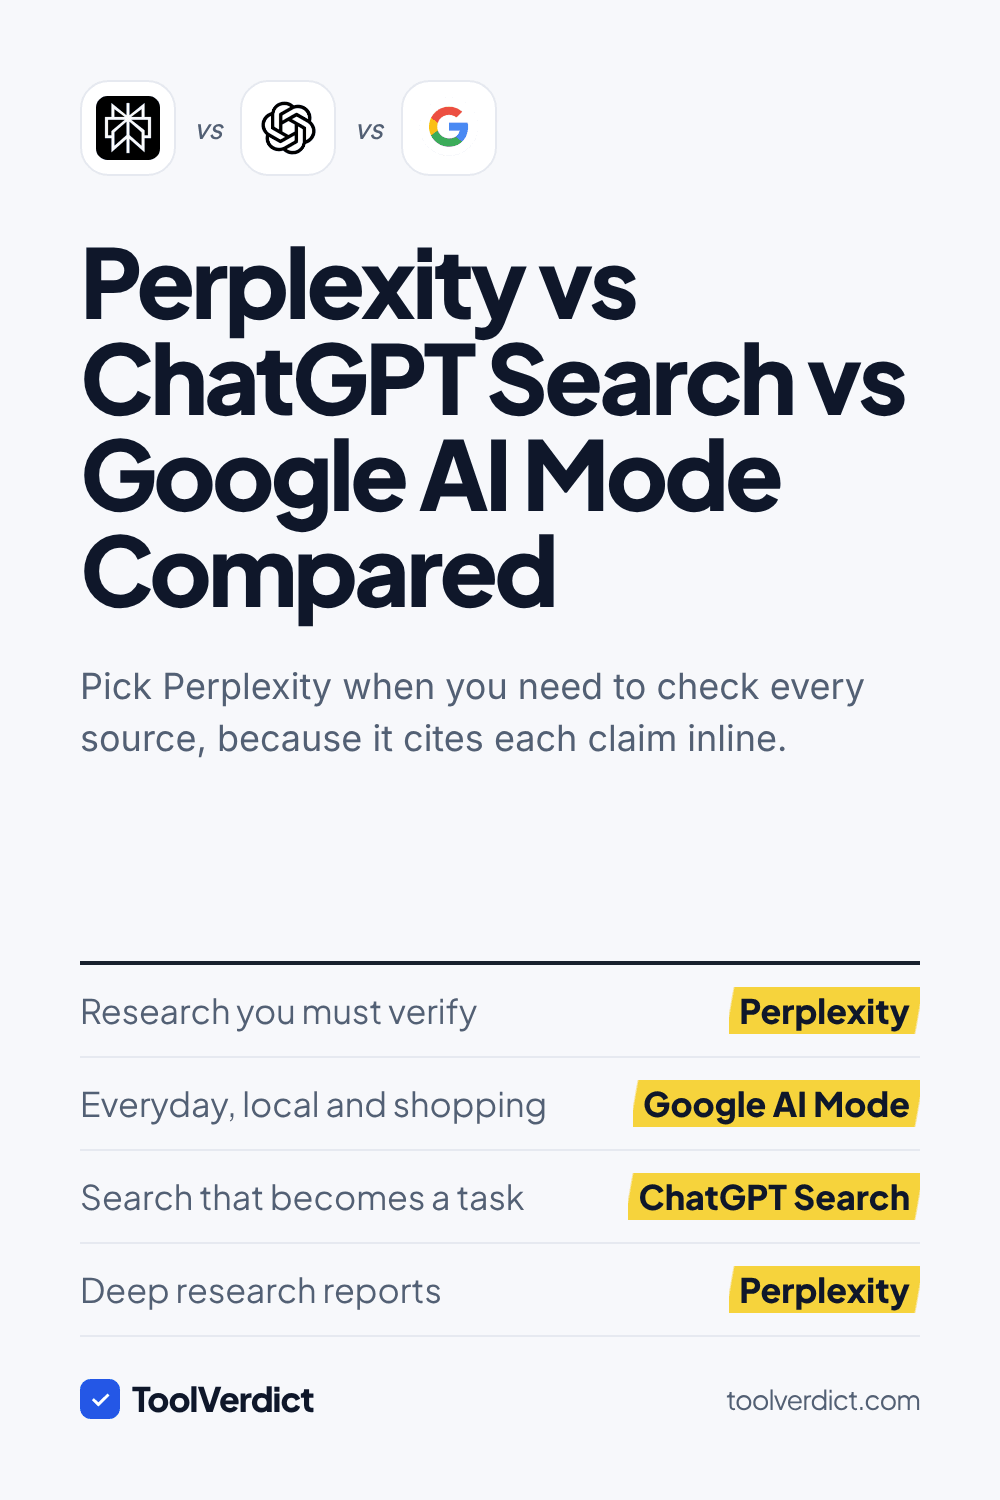 vs vs
Perplexity vs
ChatGPT Search vs
Google AI Mode
Compared
Pick Perplexity when you need to check every
source, because it cites each claim inline.
Research you must verify Perplexity
Everyday, local and shopping Google AI Mode
Search that becomes a task ChatGPT Search
Deep research reports Perplexity
ToolVerdict toolverdict.com